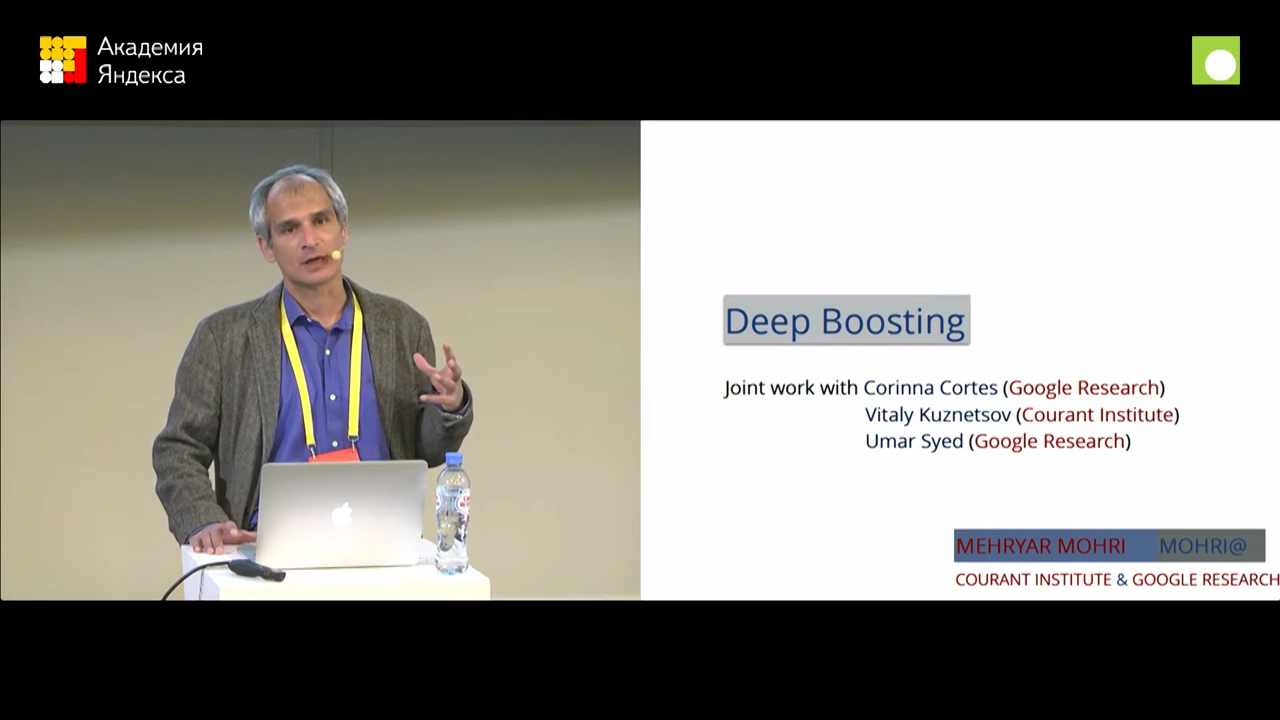 Академия
Яндекса
Deep Boosting
Joint work with Corinna Cortes (Google Research)
Vitaly Kuznetsov (Courant Institute)
Umar Syed (Google Research)
MEHRYAR MOHRI MOHRI@
COURANT INSTITUTE & GOOGLE RESEARCH